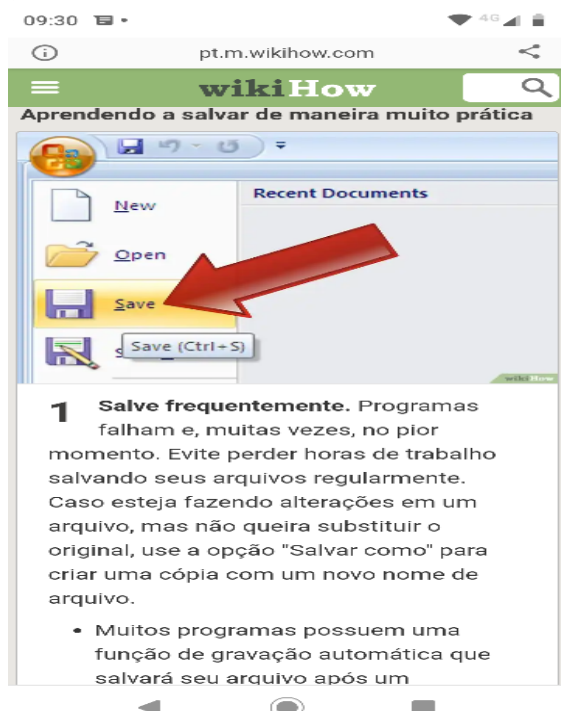 09:30
4G
pt.m.wikihow.com
wikiHow
Aprendendo a salvar de maneira muito prática
Recent Documents
New
Open
Save
Save (Ctrl+S)
wikiHow
1 Salve frequentemente. Programas
falham e, muitas vezes, no pior
momento. Evite perder horas de trabalho
salvando seus arquivos regularmente.
Caso esteja fazendo alterações em um
arquivo, mas não queira substituir o
original, use a opção "Salvar como" para
criar uma cópia com um novo nome de
arquivo.
• Muitos programas possuem uma
função de gravação automática que
salvará seu arquivo após um